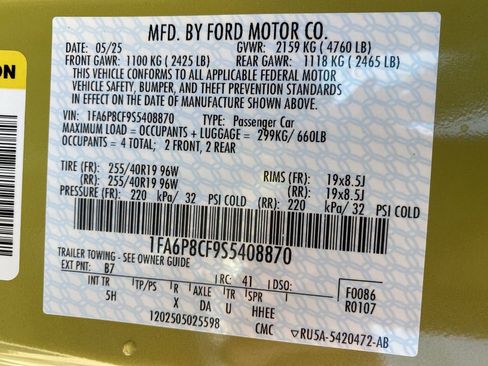 ON
MFD. BY FORD MOTOR CO.
DATE: 05/25 GVWR: 2159 KG ( 4760 LB)
FRONT GAWR: 1100 KG ( 2425 LB) REAR GAWR: 1118 KG ( 2465 LB)
THIS VEHICLE CONFORMS TO ALL APPLICABLE FEDERAL MOTOR
VEHICLE SAFETY, BUMPER, AND THEFT PREVENTION STANDARDS
IN EFFECT ON THE DATE OF MANUFACTURE SHOWN ABOVE.
VIN: 1FA6P8CF9S5408870 TYPE: Passenger Car
MAXIMUM LOAD = OCCUPANTS + LUGGAGE = 299KG/ 660LB
OCCUPANTS = 4 TOTAL; 2 FRONT, 2 REAR
TIRE (FR): 255/40R19 96W RIMS (FR): 19x8.5J
(RR): 255/40R19 96W (RR): 19x8.5J
PRESSURE (FR): 220 kPa/ 32 PSI COLD (RR): 220 kPa/ 32 PSI COLD
1FA6P8CF9S5408870
TRAILER TOWING - SEE OWNER GUIDE
EXT PNT: B7 RC: 41 DSO: F0086
INT TR TP/PS R AXLE TR SPR R0107
5H X DA U HHEE
1202505025598 CMC RU5A-5420472-AB